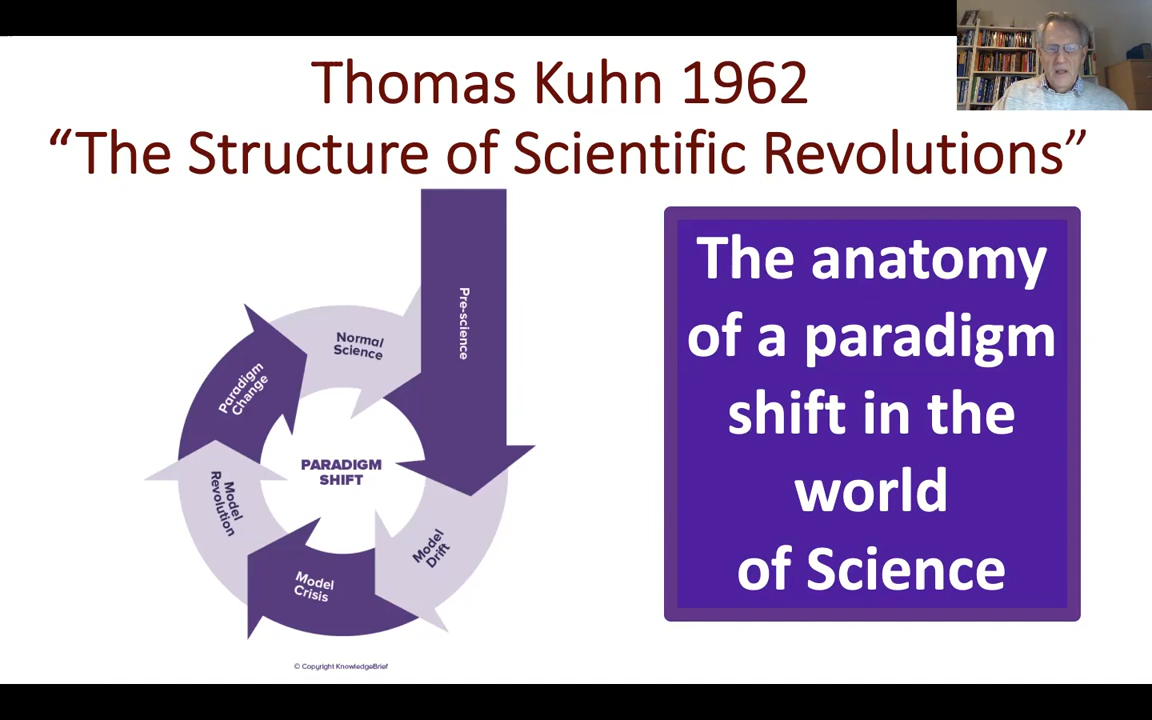 Thomas Kuhn 1962
“The Structure of Scientific Revolutions”
Pre-science
Normal
Science
Paradigm
Change
PARADIGM
SHIFT
Model
Revolution
Model
Drift
Model
Crisis
© Copyright KnowledgeBrief
The anatomy
of a paradigm
shift in the
world
of Science